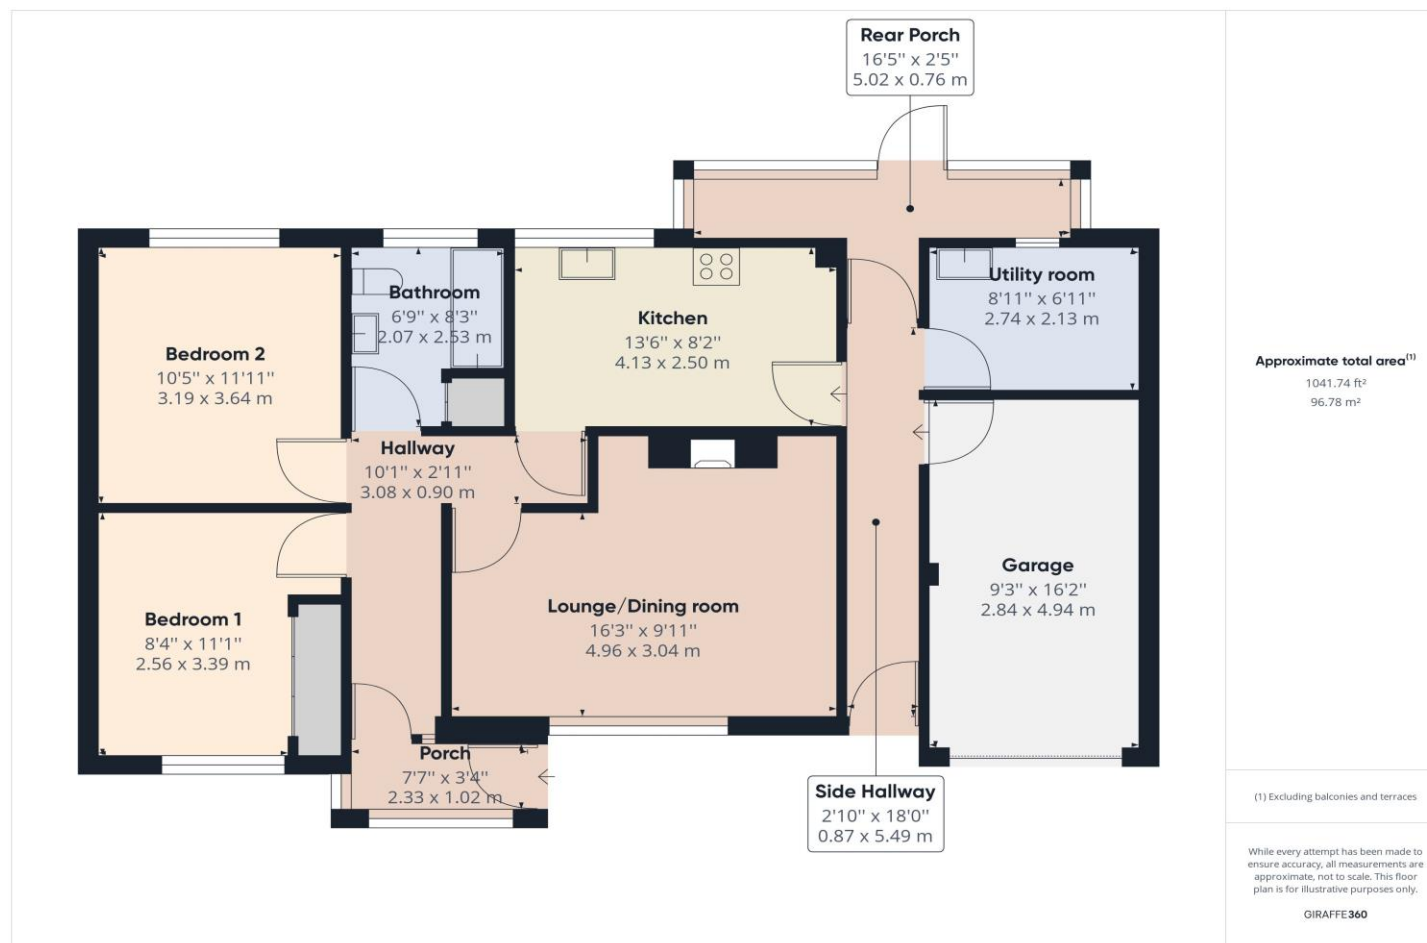 Rear Porch
16'5'' x 2'5''
5.02 x 0.76 m
Bathroom
6'9'' x 8'3''
2.07 x 2.53 m
Utility room
8'11'' x 6'11''
2.74 x 2.13 m
Kitchen
13'6'' x 8'2''
4.13 x 2.50 m
Bedroom 2
10'5'' x 11'11''
3.19 x 3.64 m
Hallway
10'1'' x 2'11''
3.08 x 0.90 m
Garage
9'3'' x 16'2''
2.84 x 4.94 m
Lounge/Dining room
16'3'' x 9'11''
4.96 x 3.04 m
Bedroom 1
8'4'' x 11'1''
2.56 x 3.39 m
Porch
7'7'' x 3'4''
2.33 x 1.02 m
Side Hallway
2'10'' x 18'0''
0.87 x 5.49 m
Approximate total area(1)
1041.74 ft²
96.78 m²
(1) Excluding balconies and terraces
While every attempt has been made to
ensure accuracy, all measurements are
approximate, not to scale. This floor
plan is for illustrative purposes only.
GIRAFFE360